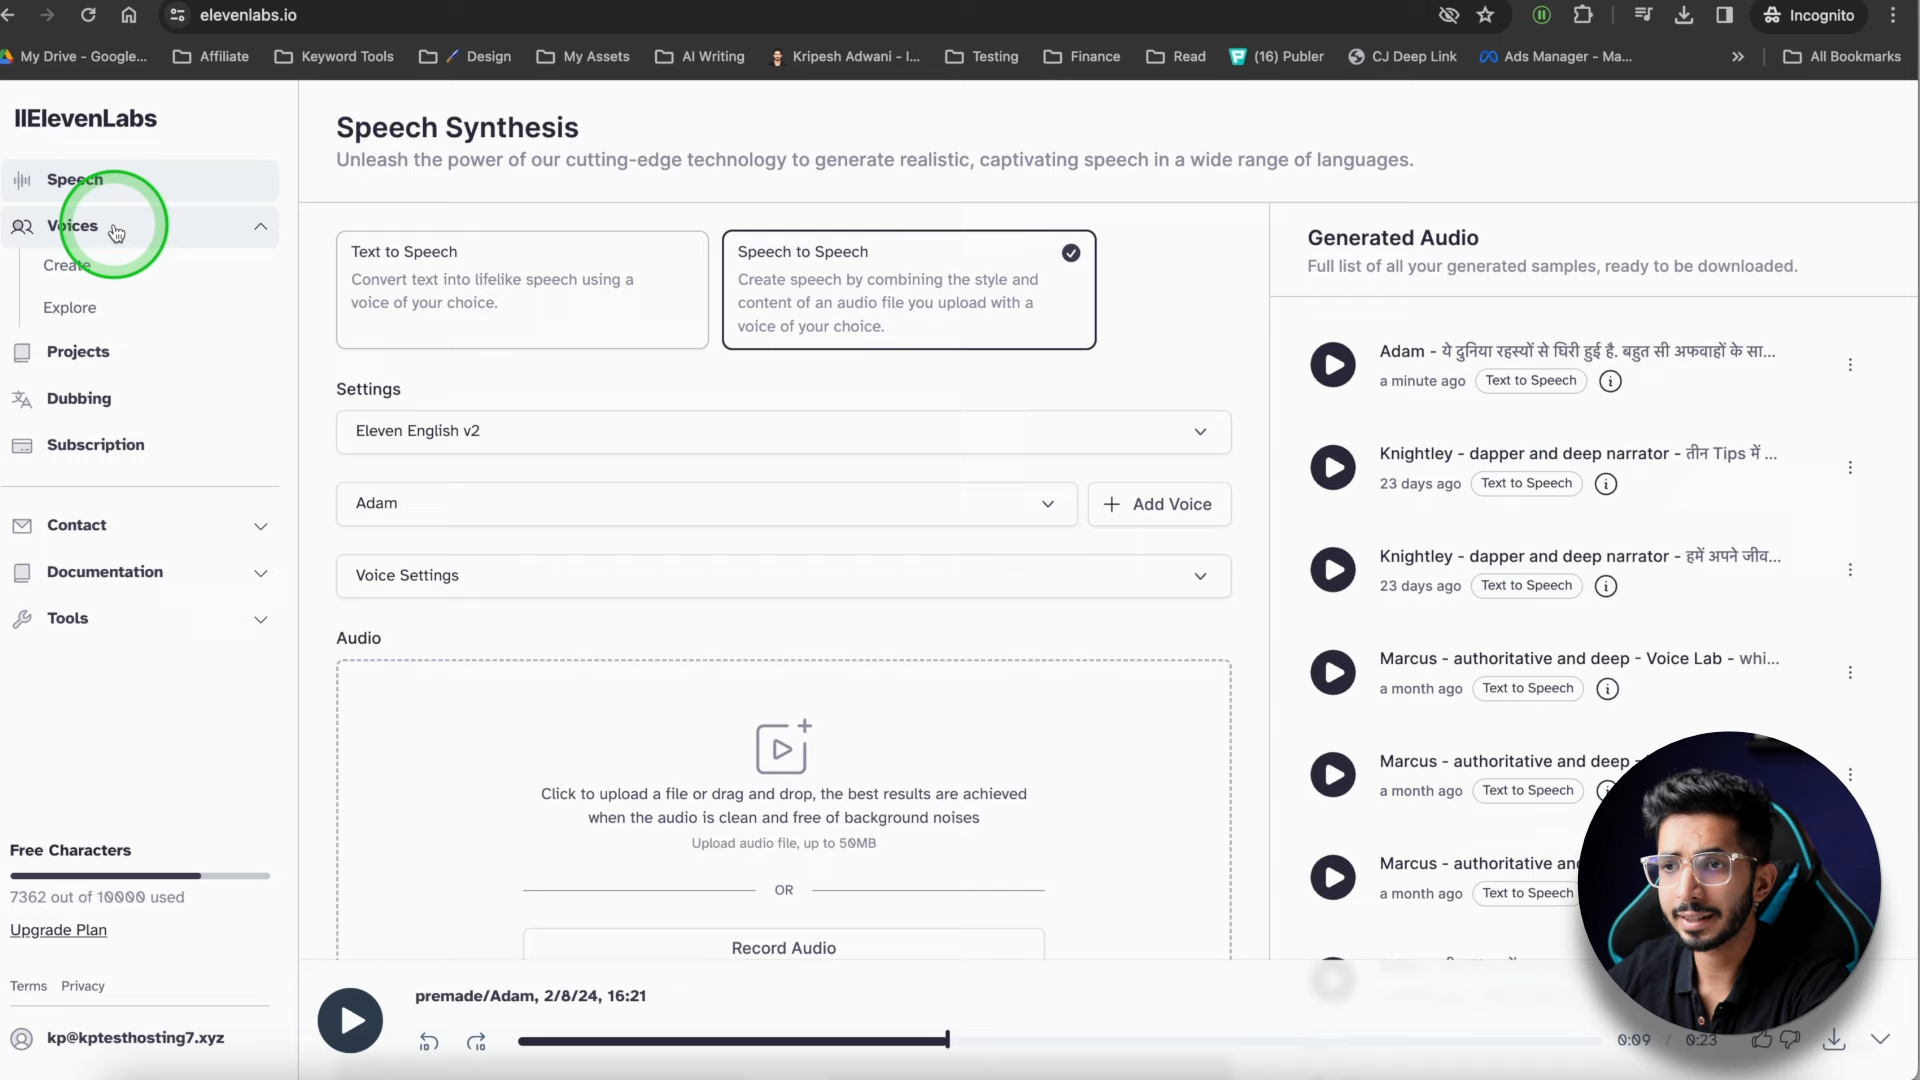 elevenlabs.io
Incognito
My Drive - Google...
Affiliate
Keyword Tools
Design
My Assets
AI Writing
Kripesh Adwani - I...
Testing
Finance
Read
(16) Publer
CJ Deep Link
Ads Manager - Ma...
All Bookmarks
IIElevenLabs
Speech
Voices
Create
Explore
Projects
Dubbing
Subscription
Contact
Documentation
Tools
Free Characters
7362 out of 10000 used
Upgrade Plan
Terms Privacy
kp@kptesthosting7.xyz
Speech Synthesis
Unleash the power of our cutting-edge technology to generate realistic, captivating speech in a wide range of languages.
Text to Speech
Convert text into lifelike speech using a
voice of your choice.
Speech to Speech
Create speech by combining the style and
content of an audio file you upload with a
voice of your choice.
Settings
Eleven English v2
Adam
Add Voice
Voice Settings
Audio
Click to upload a file or drag and drop, the best results are achieved
when the audio is clean and free of background noises
Upload audio file, up to 50MB
OR
Record Audio
Generated Audio
Full list of all your generated samples, ready to be downloaded.
Adam - ये दुनिया रहस्यों से घिरी हुई है. बहुत सी अफवाहों के सा...
a minute ago Text to Speech
Knightley - dapper and deep narrator - तीन Tips में ...
23 days ago Text to Speech
Knightley - dapper and deep narrator - हमें अपने जीव...
23 days ago Text to Speech
Marcus - authoritative and deep - Voice Lab - whi...
a month ago Text to Speech
Marcus - authoritative and deep -
a month ago Text to Speech
Marcus - authoritative and
a month ago Text to Speech
premade/Adam, 2/8/24, 16:21
10
10
0:09 / 0:23